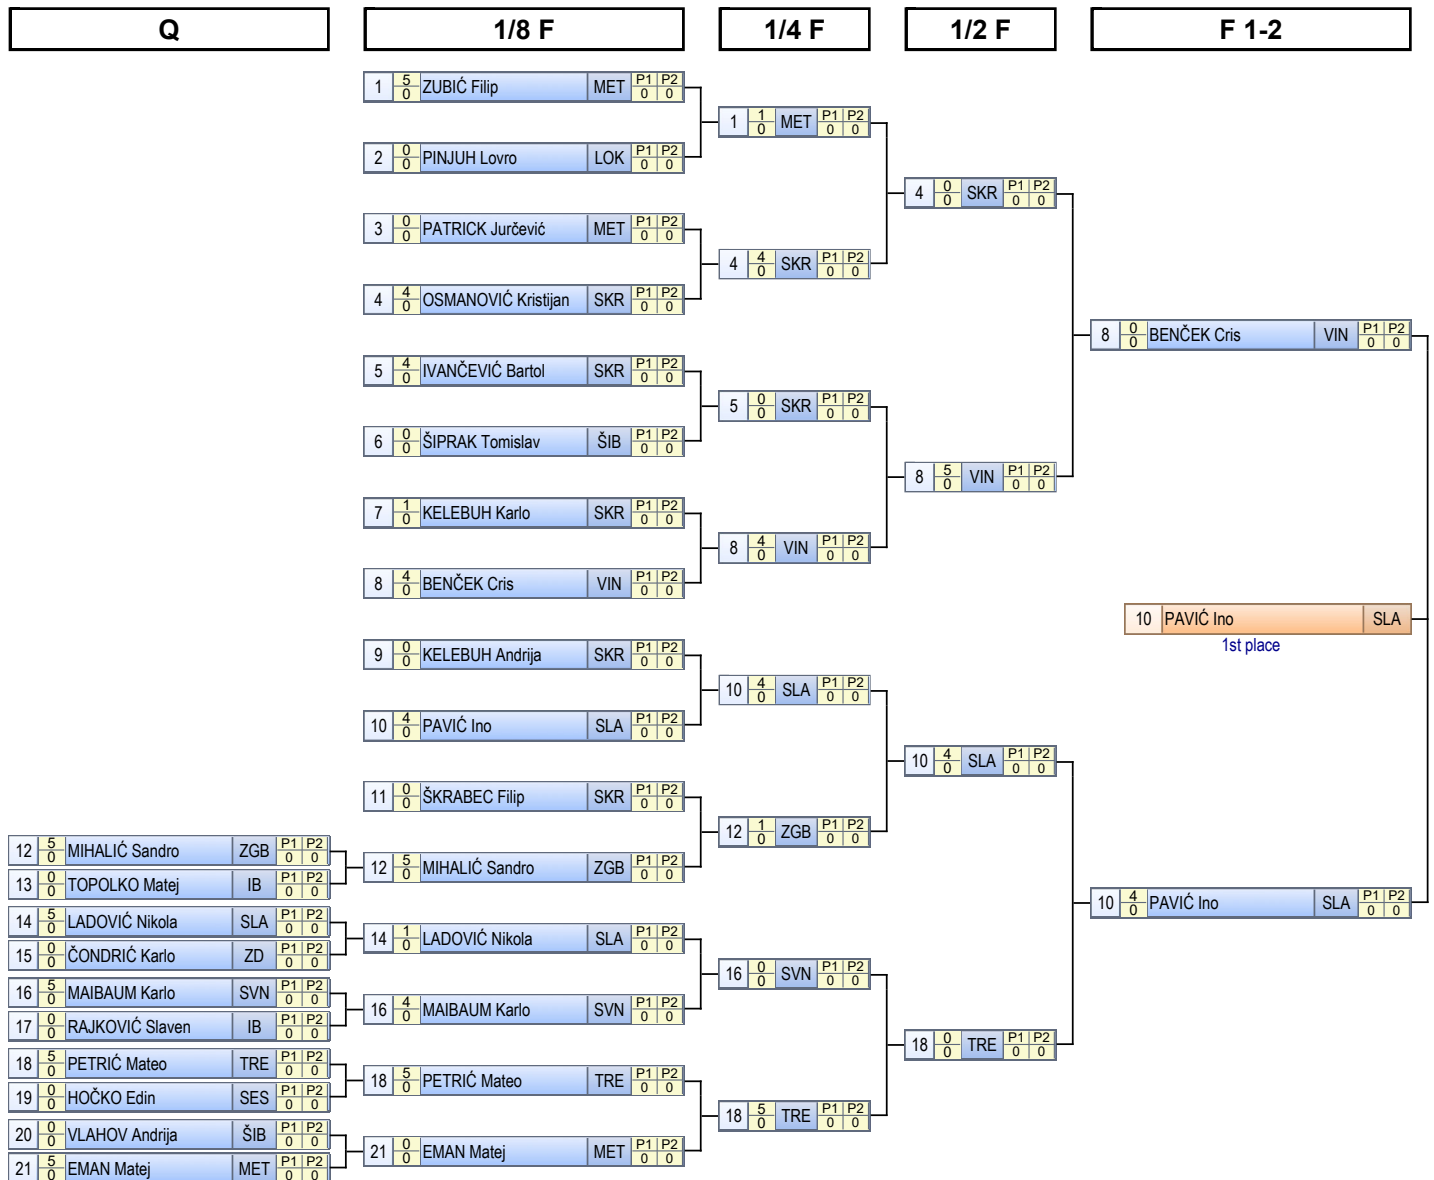 Q 1/8 F 1/4 F 1/2 F F 1-2
1 5 0 ZUBIĆ Filip MET P1 P2 0 0
1 1 0 MET P1 P2 0 0
2 0 0 PINJUH Lovro LOK P1 P2 0 0
4 0 0 SKR P1 P2 0 0
3 0 0 PATRICK Jurčević MET P1 P2 0 0
4 4 0 SKR P1 P2 0 0
4 4 0 OSMANOVIĆ Kristijan SKR P1 P2 0 0
8 0 0 BENČEK Cris VIN P1 P2 0 0
5 4 0 IVANČEVIĆ Bartol SKR P1 P2 0 0
5 0 0 SKR P1 P2 0 0
6 0 0 ŠIPRAK Tomislav ŠIB P1 P2 0 0
8 5 0 VIN P1 P2 0 0
7 1 0 KELEBUH Karlo SKR P1 P2 0 0
8 4 0 VIN P1 P2 0 0
8 4 0 BENČEK Cris VIN P1 P2 0 0
10 PAVIĆ Ino SLA
1st place
9 0 0 KELEBUH Andrija SKR P1 P2 0 0
10 4 0 SLA P1 P2 0 0
10 4 0 PAVIĆ Ino SLA P1 P2 0 0
10 4 0 SLA P1 P2 0 0
11 0 0 ŠKRABEC Filip SKR P1 P2 0 0
12 1 0 ZGB P1 P2 0 0
12 5 0 MIHALIĆ Sandro ZGB P1 P2 0 0
12 5 0 MIHALIĆ Sandro ZGB P1 P2 0 0
13 0 0 TOPOLKO Matej IB P1 P2 0 0
10 4 0 PAVIĆ Ino SLA P1 P2 0 0
14 5 0 LADOVIĆ Nikola SLA P1 P2 0 0
14 1 0 LADOVIĆ Nikola SLA P1 P2 0 0
15 0 0 ČONDRIĆ Karlo ZD P1 P2 0 0
16 0 0 SVN P1 P2 0 0
16 5 0 MAIBAUM Karlo SVN P1 P2 0 0
16 4 0 MAIBAUM Karlo SVN P1 P2 0 0
17 0 0 RAJKOVIĆ Slaven IB P1 P2 0 0
18 0 0 TRE P1 P2 0 0
18 5 0 PETRIĆ Mateo TRE P1 P2 0 0
18 5 0 PETRIĆ Mateo TRE P1 P2 0 0
19 0 0 HOČKO Edin SES P1 P2 0 0
18 5 0 TRE P1 P2 0 0
20 0 0 VLAHOV Andrija ŠIB P1 P2 0 0
21 0 0 EMAN Matej MET P1 P2 0 0
21 5 0 EMAN Matej MET P1 P2 0 0